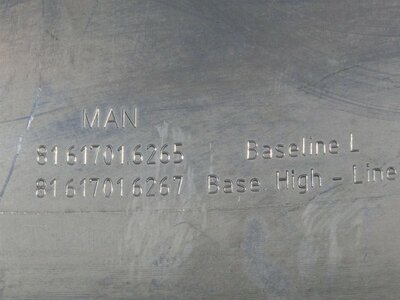 MAN
81617016265 Baseline L
81617016267 Base High - Line